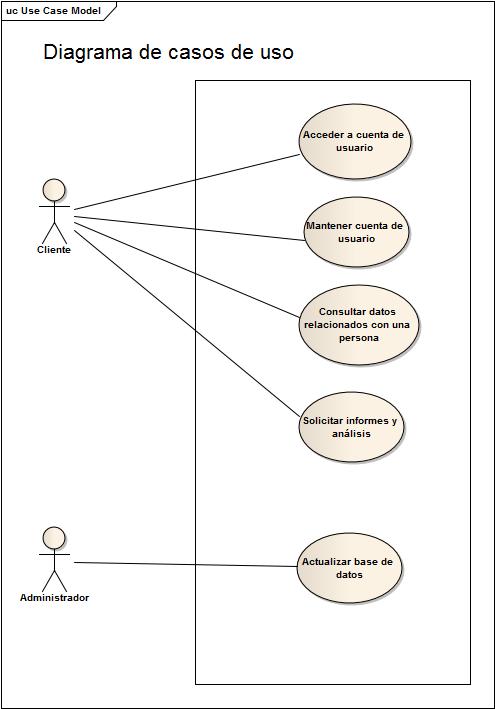 uc Use Case Model
Diagrama de casos de uso
Acceder a cuenta de
usuario
Mantener cuenta de
usuario
Cliente
Consultar datos
relacionados con una
persona
Solicitar informes y
análisis
Actualizar base de
datos
Administrador